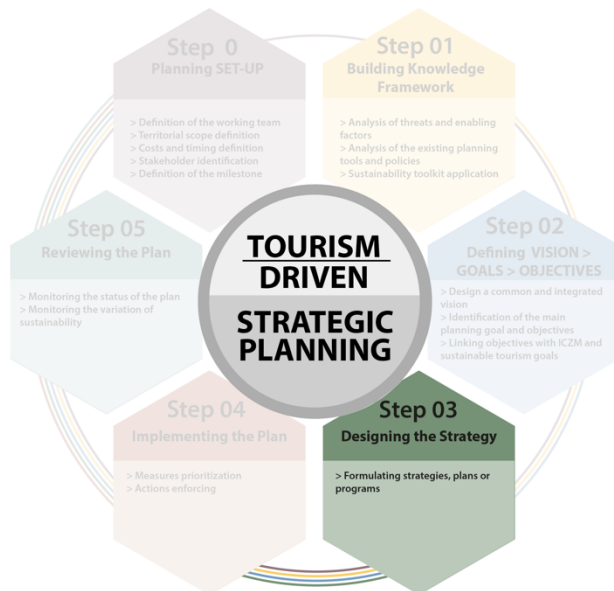 Step 0
Planning SET-UP
> Definition of the working team
> Territorial scope definition
> Costs and timing definition
> Stakeholder identification
> Definition of the milestone
Step 01
Building Knowledge
Framework
> Analysis of threats and enabling
factors
> Analysis of the existing planning
tools and policies
> Sustainability toolkit application
Step 05
Reviewing the Plan
> Monitoring the status of the plan
> Monitoring the variation of
sustainability
TOURISM
DRIVEN
STRATEGIC
PLANNING
Step 02
Defining VISION >
GOALS > OBJECTIVES
> Design a common and integrated
vision
> Identification of the main
planning goal and objectives
> Linking objectives with ICZM and
sustainable tourism goals
Step 04
Implementing the Plan
> Measures prioritization
> Actions enforcing
Step 03
Designing the Strategy
> Formulating strategies, plans or
programs